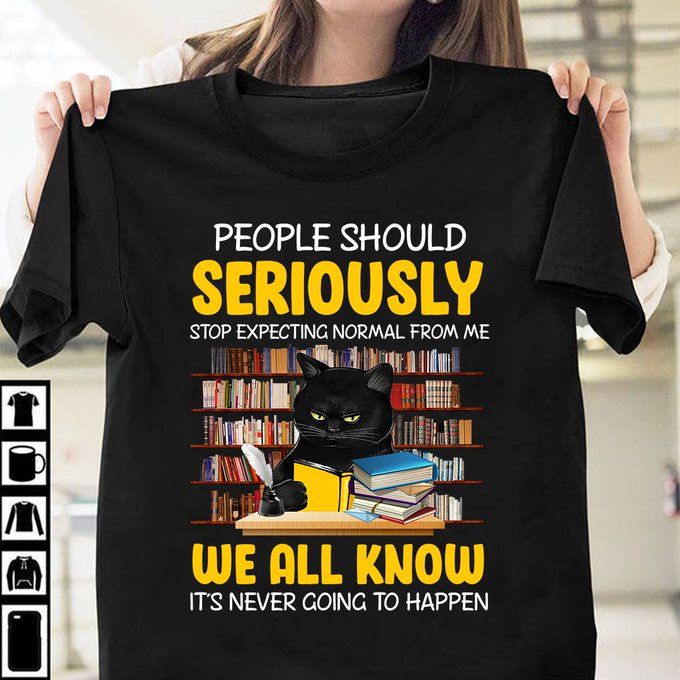 PEOPLE SHOULD
SERIOUSLY
STOP EXPECTING NORMAL FROM ME
WE ALL KNOW
IT'S NEVER GOING TO HAPPEN